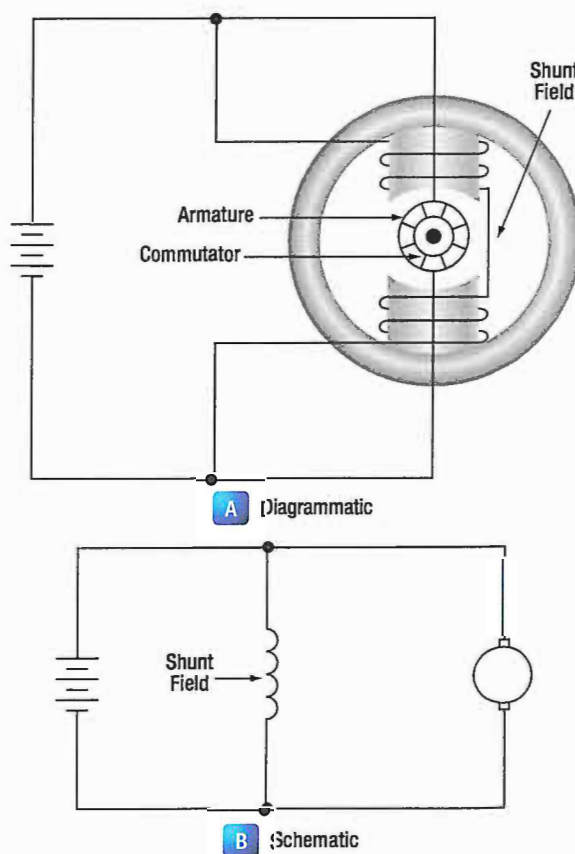 Shunt
Field
Armature
Commutator
A Diagrammatic
Shunt
Field
B Schematic